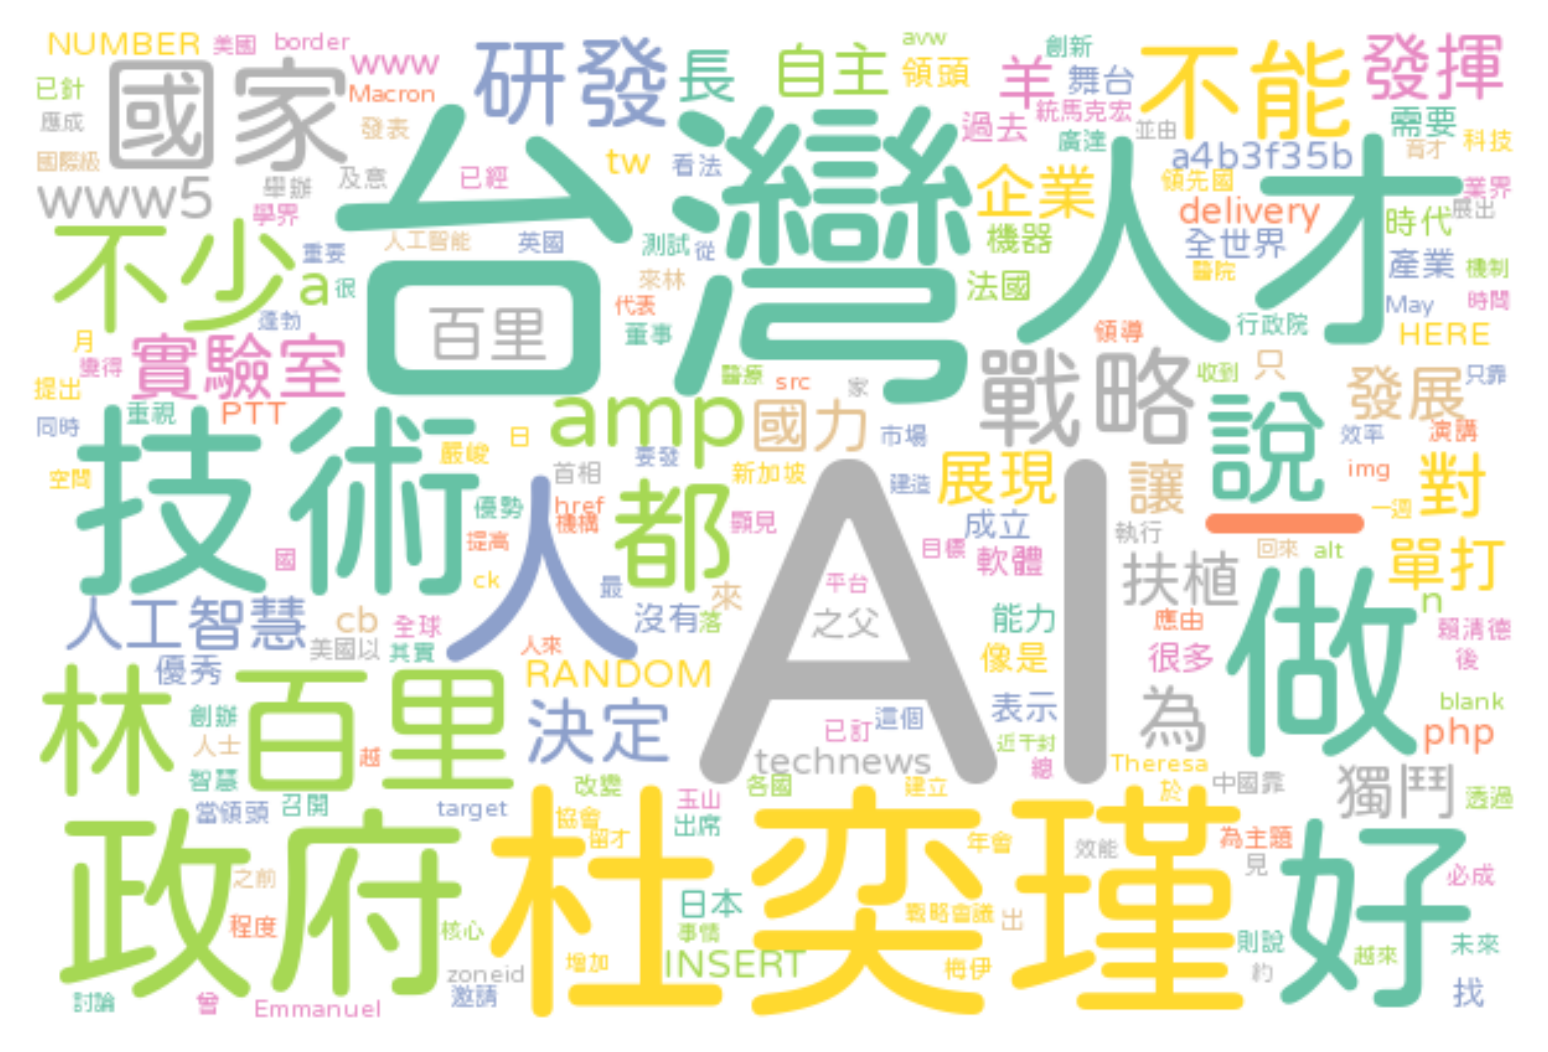 NUMBER 美國 border
avw 創新
國家 www 研發 長 自主 領頭 羊 舞台 不能 發揮
已針 Macron
應成 發表 過去 統馬克宏 廣達 並由 需要 科技
國際級 台灣 人才 育才
www5 舉辦 及意 已經 tw 看法 企業 a4b3f35b 領先國 業界
學界 delivery 時代 展出
不少 重要 人工智能 英國 測試 從 機器 全世界 產業 機制
a 很 來林 法國 醫院 May 時間
蓬勃 百里 代表 董事 領導 行政院 HERE
月 變得 實驗室 戰略
提出 醫療 src 家 收到 只 發展 只靠
同時 重視 PTT amp 國力 市場 說 效率 演講
技術 日 嚴峻 要發
空間 首相 新加坡 建造 展現 讓 img 對
優勢 href 都 顯見 AI 成立 執行 一 一週
提高 機構 目標 軟體 回來 alt 單打
國 ck 人 最 來 平台 扶植 做 n
人工智慧 cb 全球 沒有 落 之父 能力 應由 賴清德
美國以 其實 人來 像是 很多 後
優秀 RANDOM
林百里 創辦 決定 已訂 這個 表示 為 blank
人士 越 technews 近千封 php
智慧 改變 各國 建立 總 Theresa 於 中國靠 獨鬥 透過
當領頭 召開 target 協會 玉山
政府 杜奕瑾 留才 出席 年會 效能 為主題 好
之前 日本 戰略會議 出 見 必成
程度 核心 事情 則說 越來 未來
zoneid 增加 INSERT 梅伊 約 找
討論 曾 Emmanuel 邀請